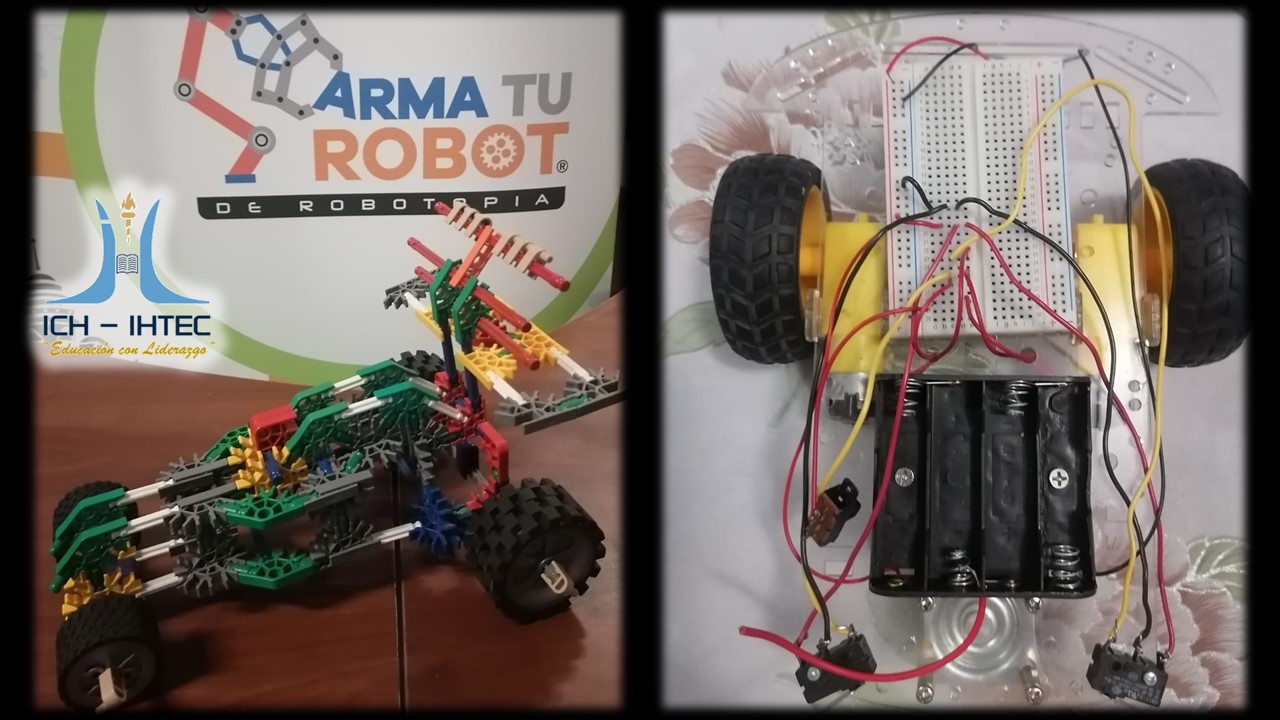 ARMA TU
ROBOT®
DE ROBOTOPIA
ICH – IHTEC
"Educación con Liderazgo"